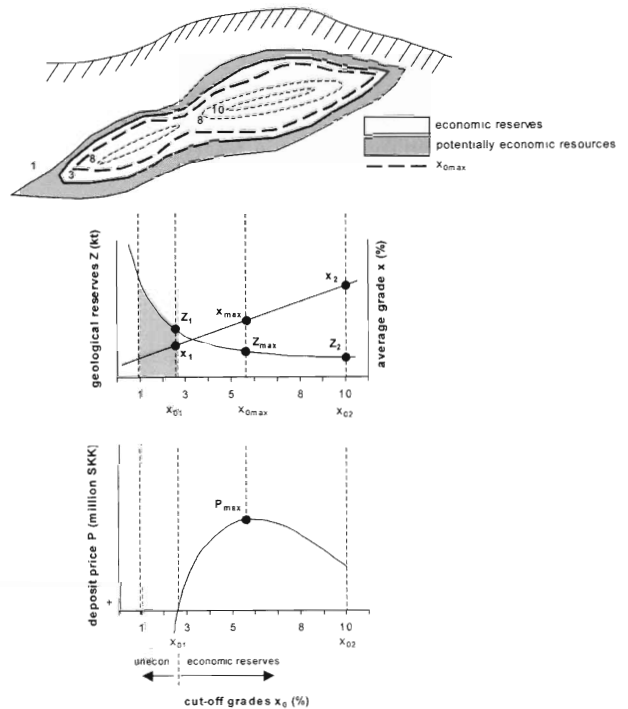 10
8
8
3
1
economic reserves
potentially economic resources
x0max
geological reserves Z (kt)
average grade x (%)
x2
xmax
Z1
x1
Zmax
Z2
1 3 5 8 10
x01 x0max x02
deposit price P (million SKK)
Pmax
+
1 3 5 8 10
x01 x02
unecon economic reserves
cut-off grades x0 (%)